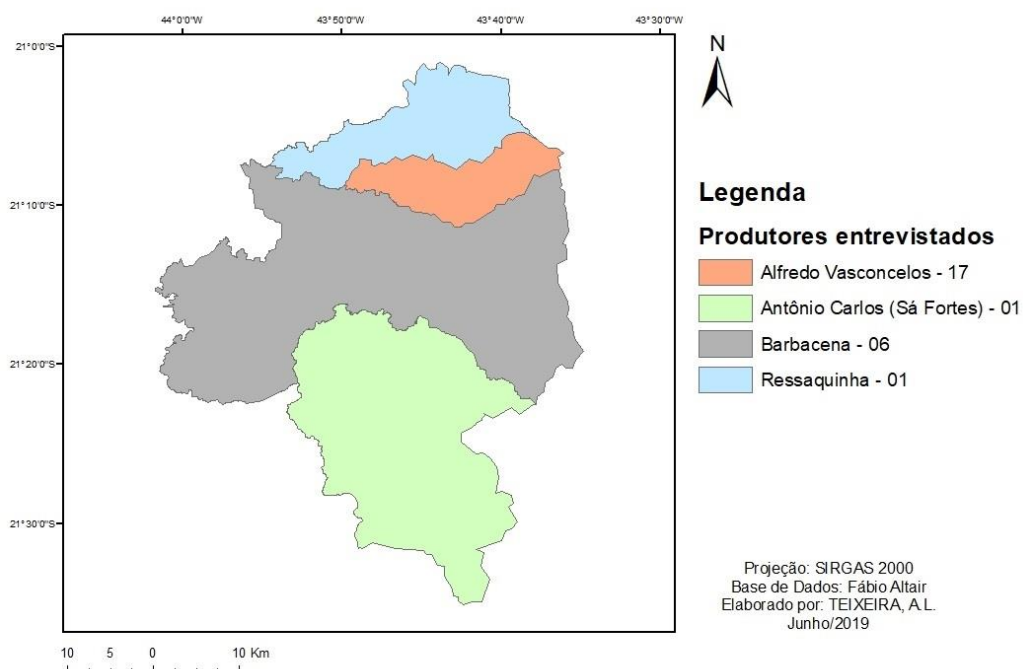 44°0'0"W 43°50'0"W 43°40'0"W 43°30'0"W
21°0'0"S
21°10'0"S
21°20'0"S
21°30'0"S
N
Legenda
Produtores entrevistados
Alfredo Vasconcelos - 17
Antônio Carlos (Sá Fortes) - 01
Barbacena - 06
Ressaquinha - 01
Projeção: SIRGAS 2000
Base de Dados: Fábio Altair
Elaborado por: TEIXEIRA, A.L.
Junho/2019
10 5 0 10 Km